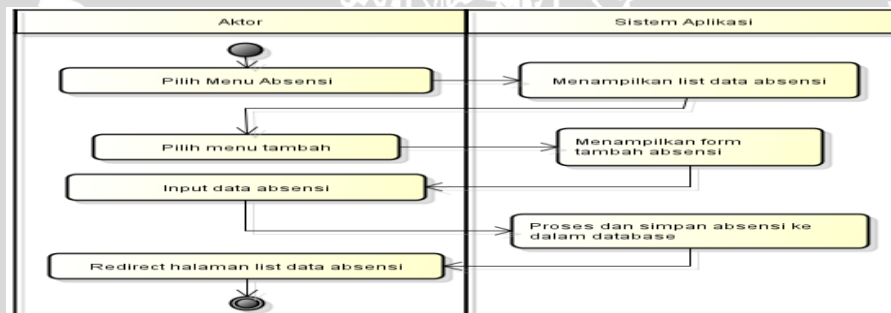 Aktor
Sistem Aplikasi
Pilih Menu Absensi
Menampilkan list data absensi
Pilih menu tambah
Menampilkan form
tambah absensi
Input data absensi
Proses dan simpan absensi ke
dalam database
Redirect halaman list data absensi